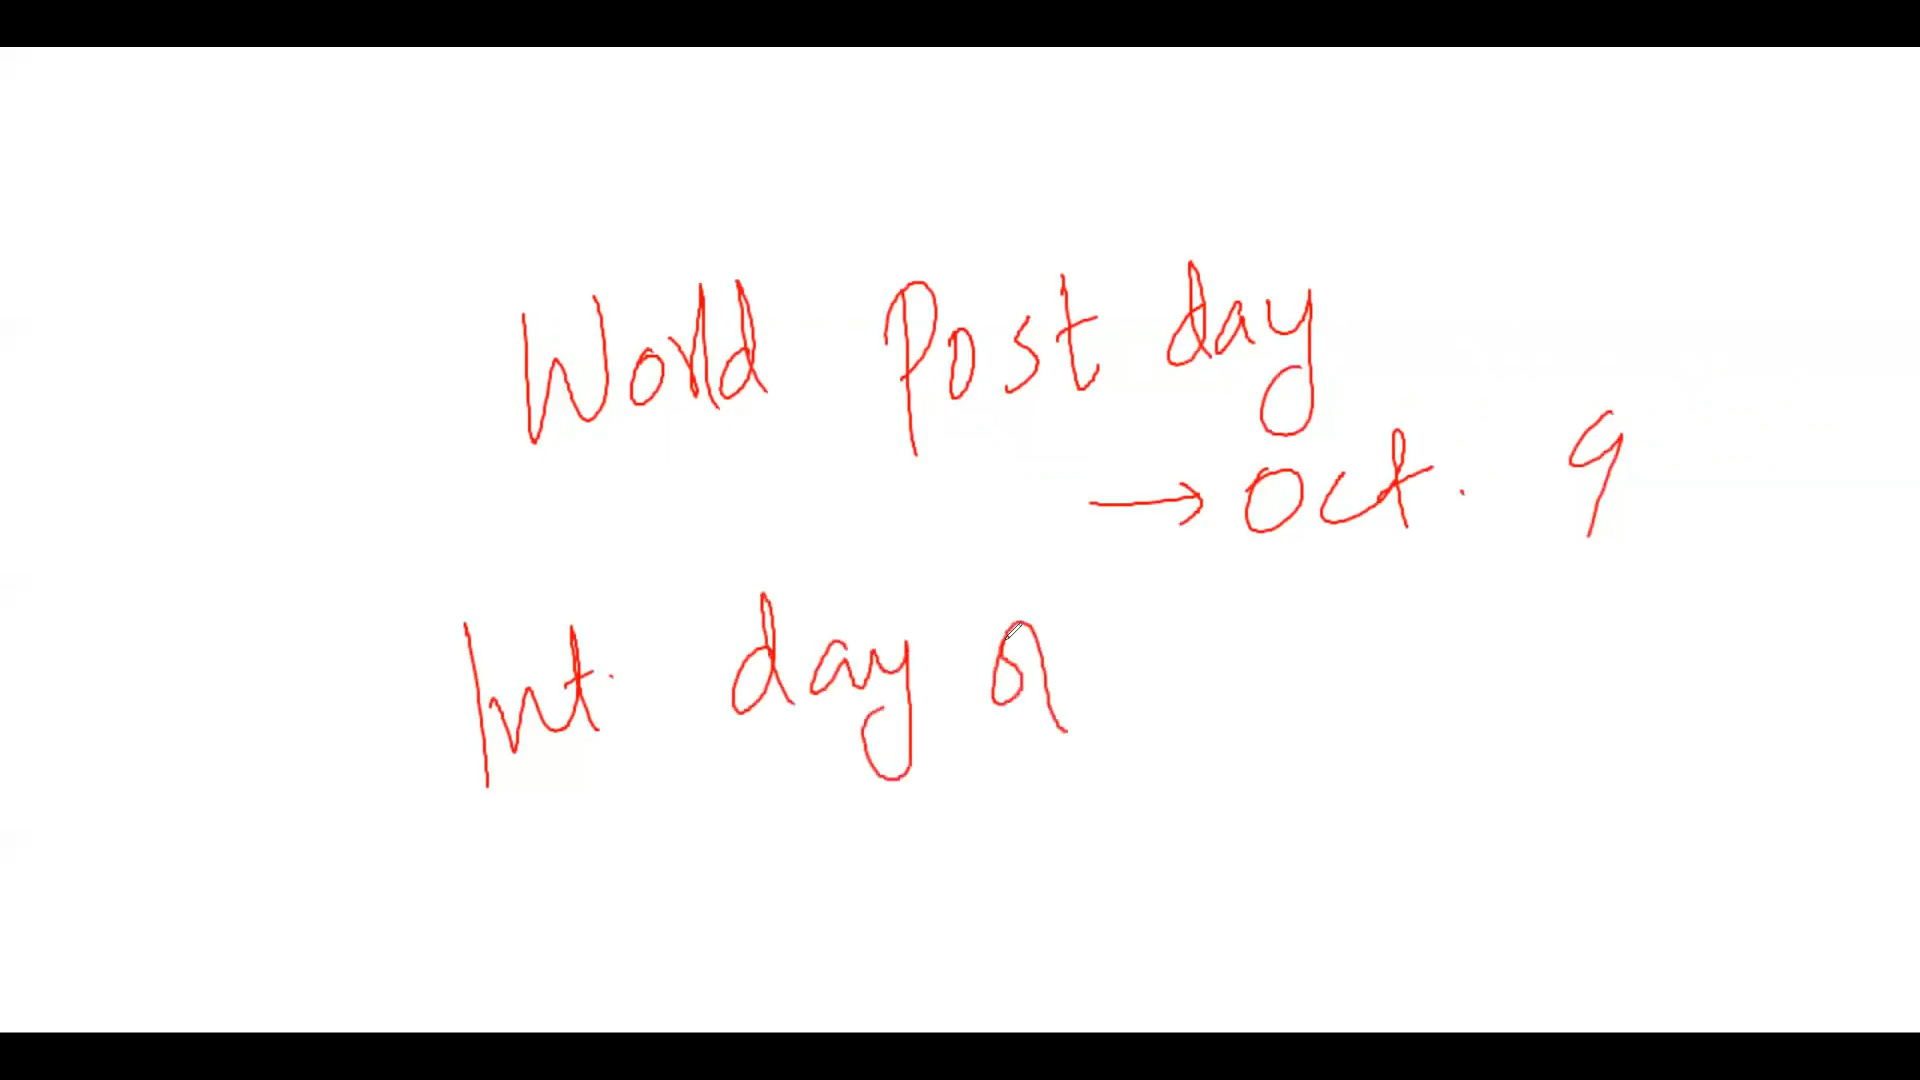 World Post day
→ Oct. 9
Int. day